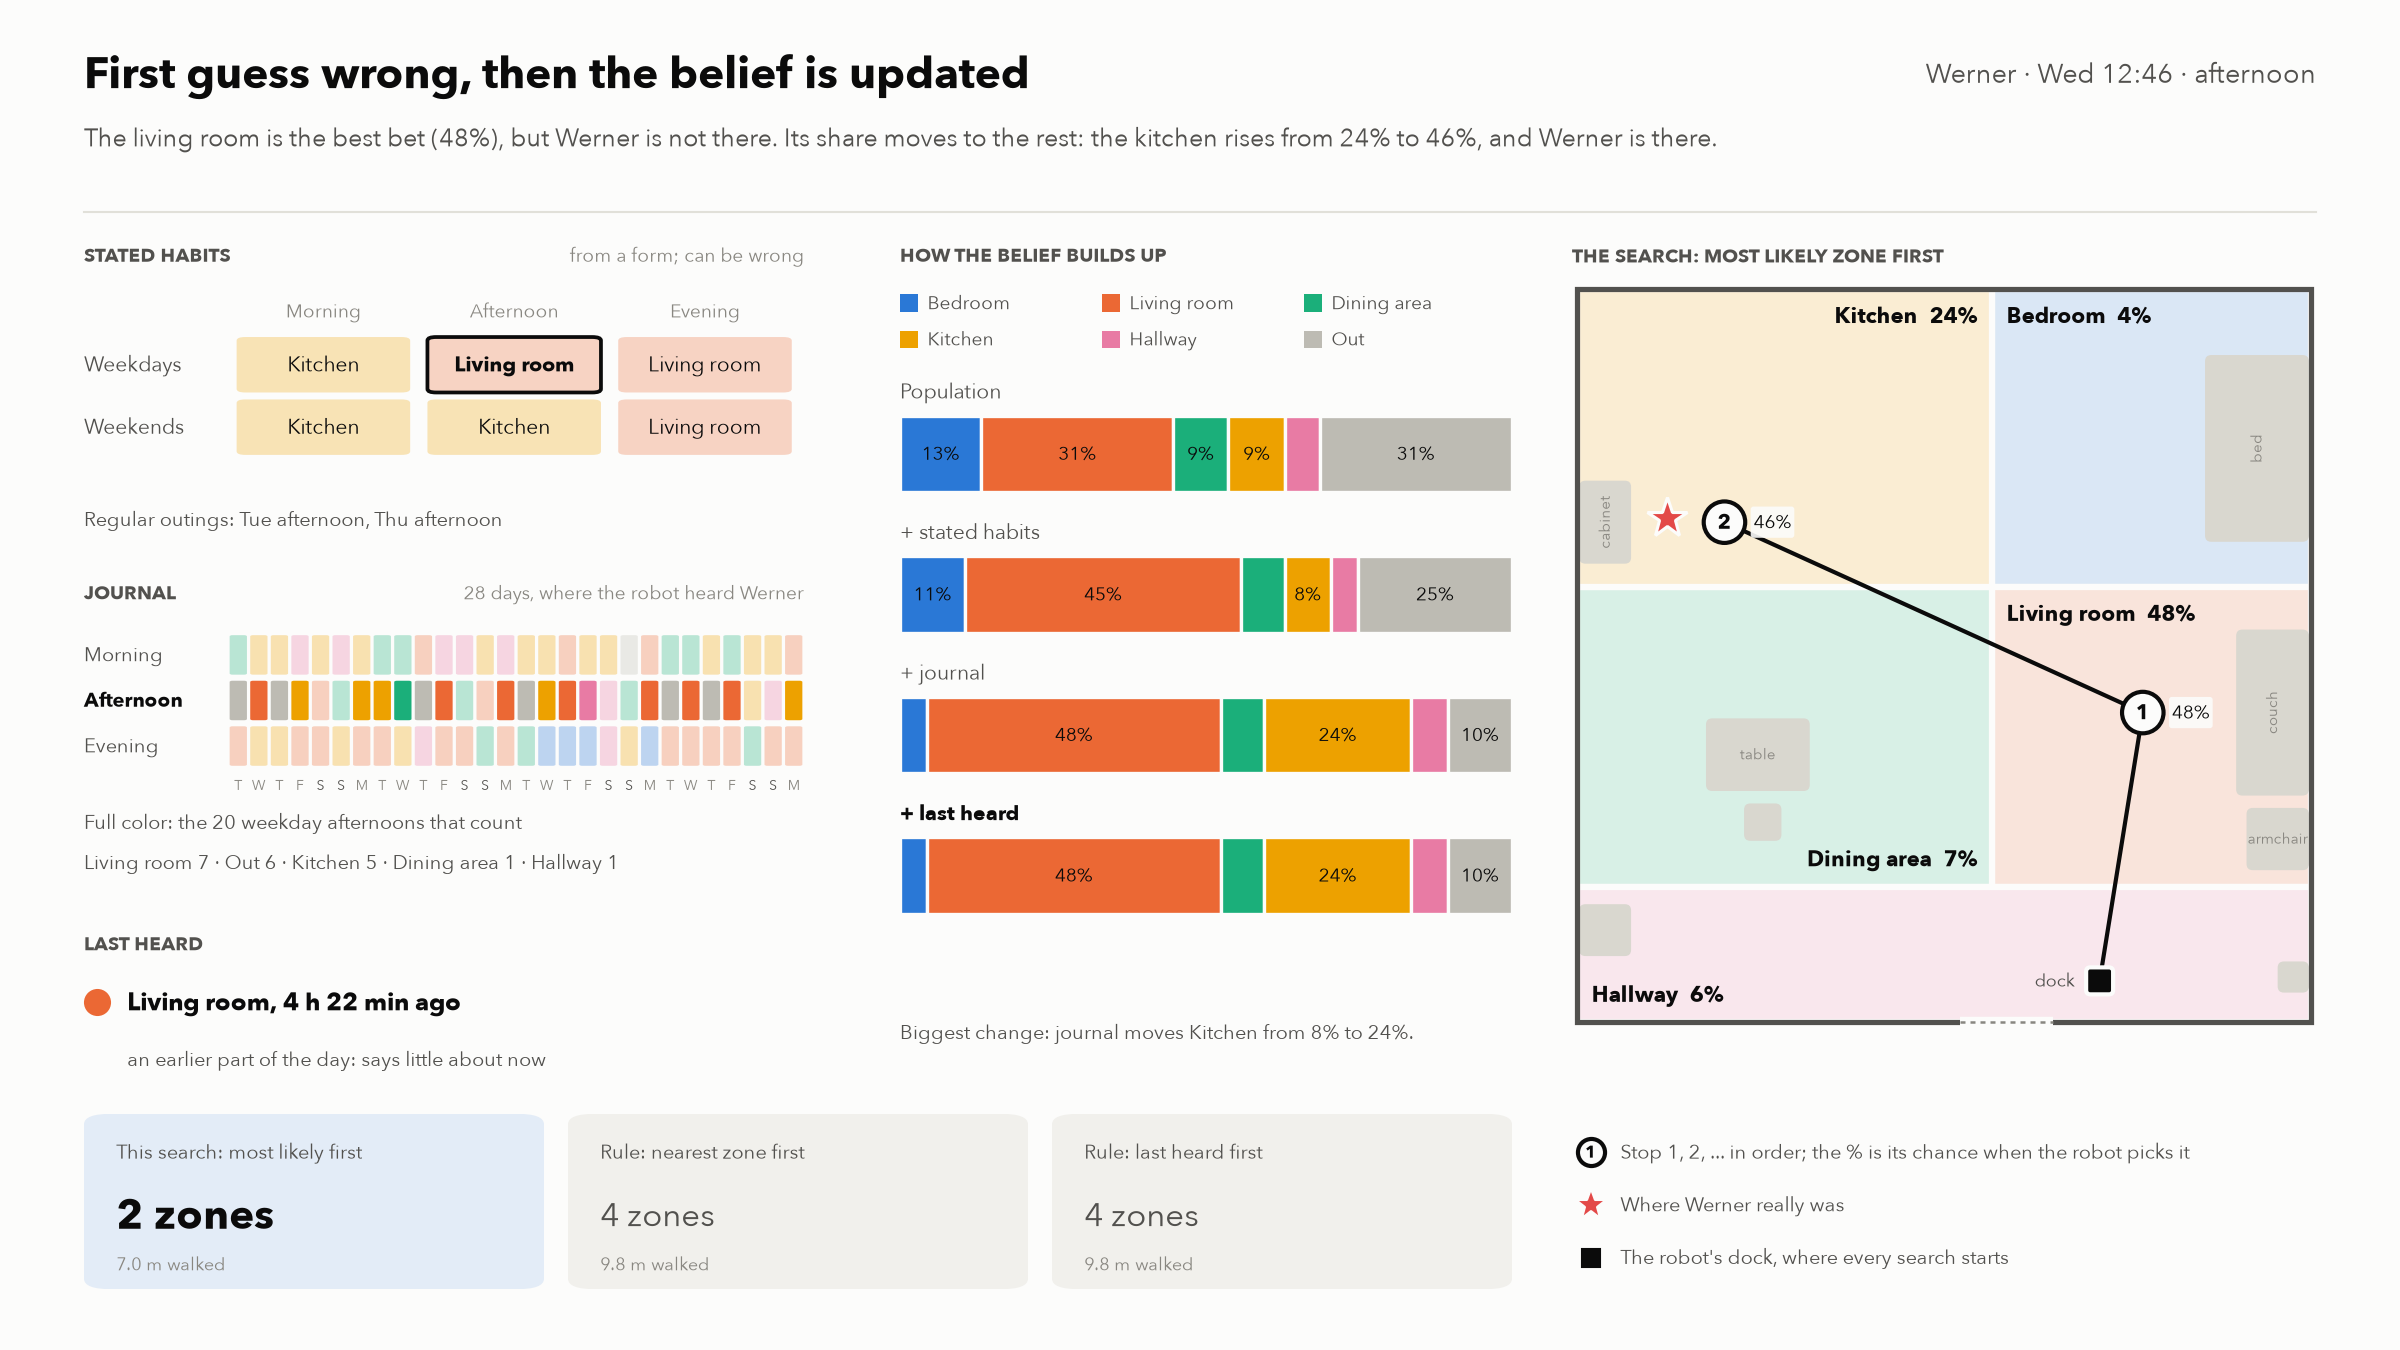 First guess wrong, then the belief is updated
Werner · Wed 12:46 · afternoon
The living room is the best bet (48%), but Werner is not there. Its share moves to the rest: the kitchen rises from 24% to 46%, and Werner is there.
STATED HABITS
from a form; can be wrong
Morning Afternoon Evening
Weekdays Kitchen Living room Living room
Weekends Kitchen Kitchen Living room
Regular outings: Tue afternoon, Thu afternoon
JOURNAL
28 days, where the robot heard Werner
Morning
Afternoon
Evening
T W T F S S M T W T F S S M T W T F S S M T W T F S S M
Full color: the 20 weekday afternoons that count
Living room 7 · Out 6 · Kitchen 5 · Dining area 1 · Hallway 1
LAST HEARD
Living room, 4 h 22 min ago
an earlier part of the day: says little about now
HOW THE BELIEF BUILDS UP
Bedroom Living room Dining area
Kitchen Hallway Out
Population
13% 31% 9% 9% 31%
+ stated habits
11% 45% 8% 25%
+ journal
48% 24% 10%
+ last heard
48% 24% 10%
Biggest change: journal moves Kitchen from 8% to 24%.
THE SEARCH: MOST LIKELY ZONE FIRST
Kitchen 24%
Bedroom 4%
bed
cabinet
2 46%
Living room 48%
couch
1 48%
table
armchair
Dining area 7%
dock
Hallway 6%
This search: most likely first
2 zones
7.0 m walked
Rule: nearest zone first
4 zones
9.8 m walked
Rule: last heard first
4 zones
9.8 m walked
1 Stop 1, 2, ... in order; the % is its chance when the robot picks it
Where Werner really was
The robot's dock, where every search starts